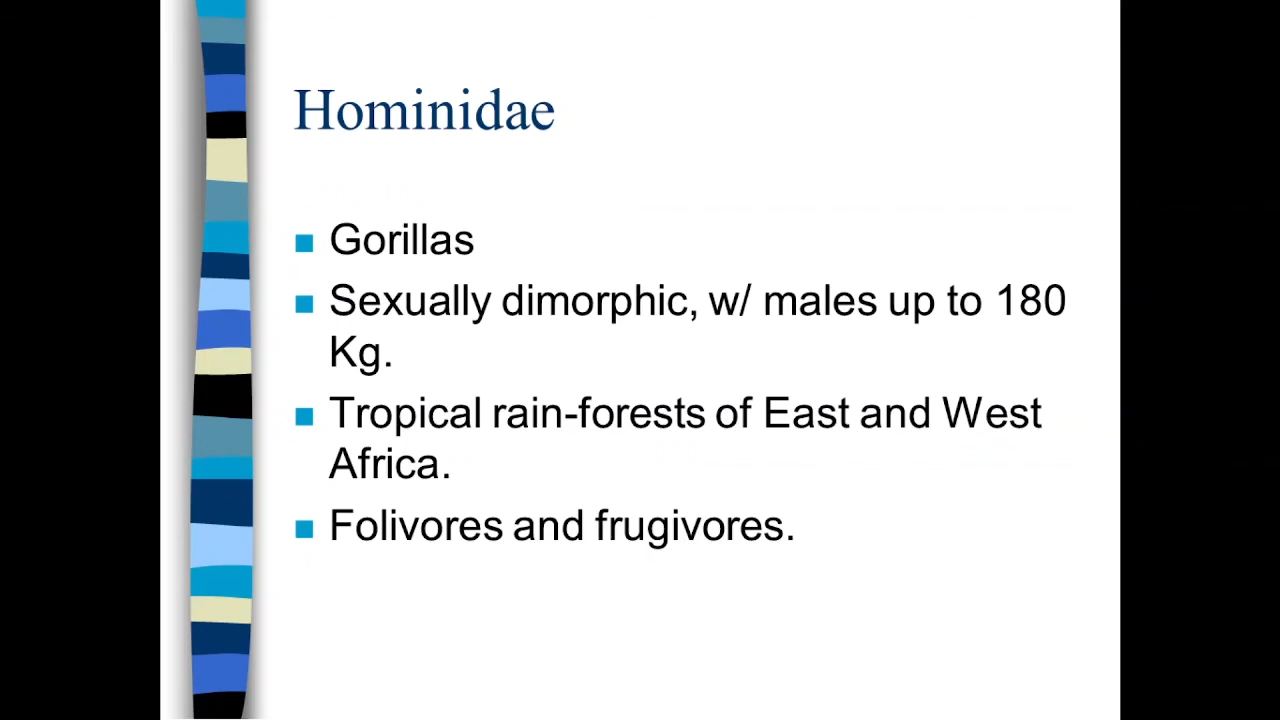 Hominidae
Gorillas
Sexually dimorphic, w/ males up to 180
Kg.
Tropical rain-forests of East and West
Africa.
Folivores and frugivores.